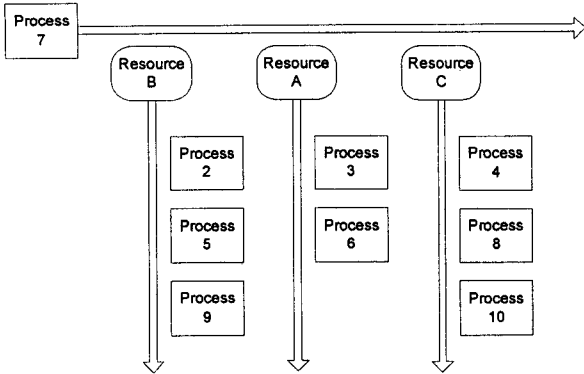 Process
7
Resource
B
Resource
A
Resource
C
Process
2
Process
3
Process
4
Process
5
Process
6
Process
8
Process
9
Process
10